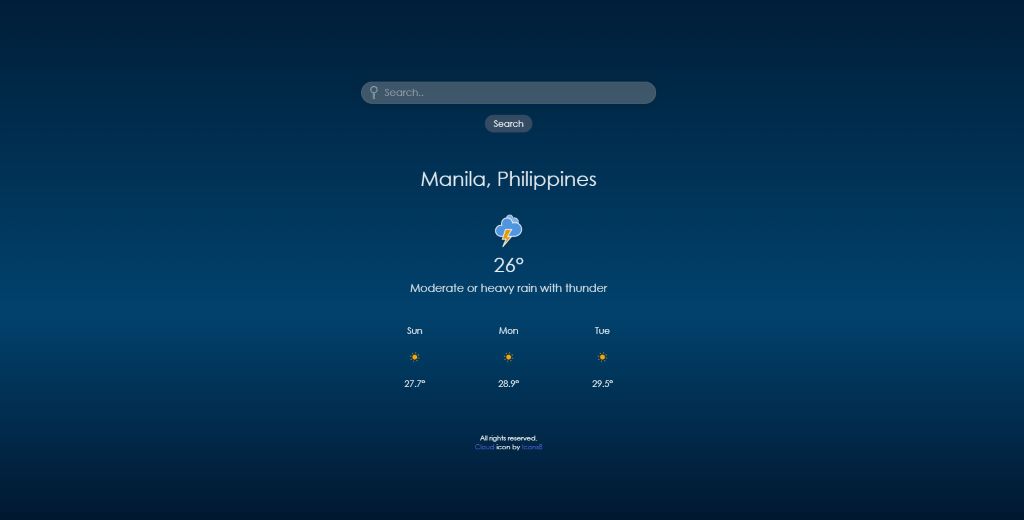 Search..
Search
Manila, Philippines
26°
Moderate or heavy rain with thunder
Sun Mon Tue
27.7° 28.9° 29.5°
All rights reserved.
Cloud icon by Icons8